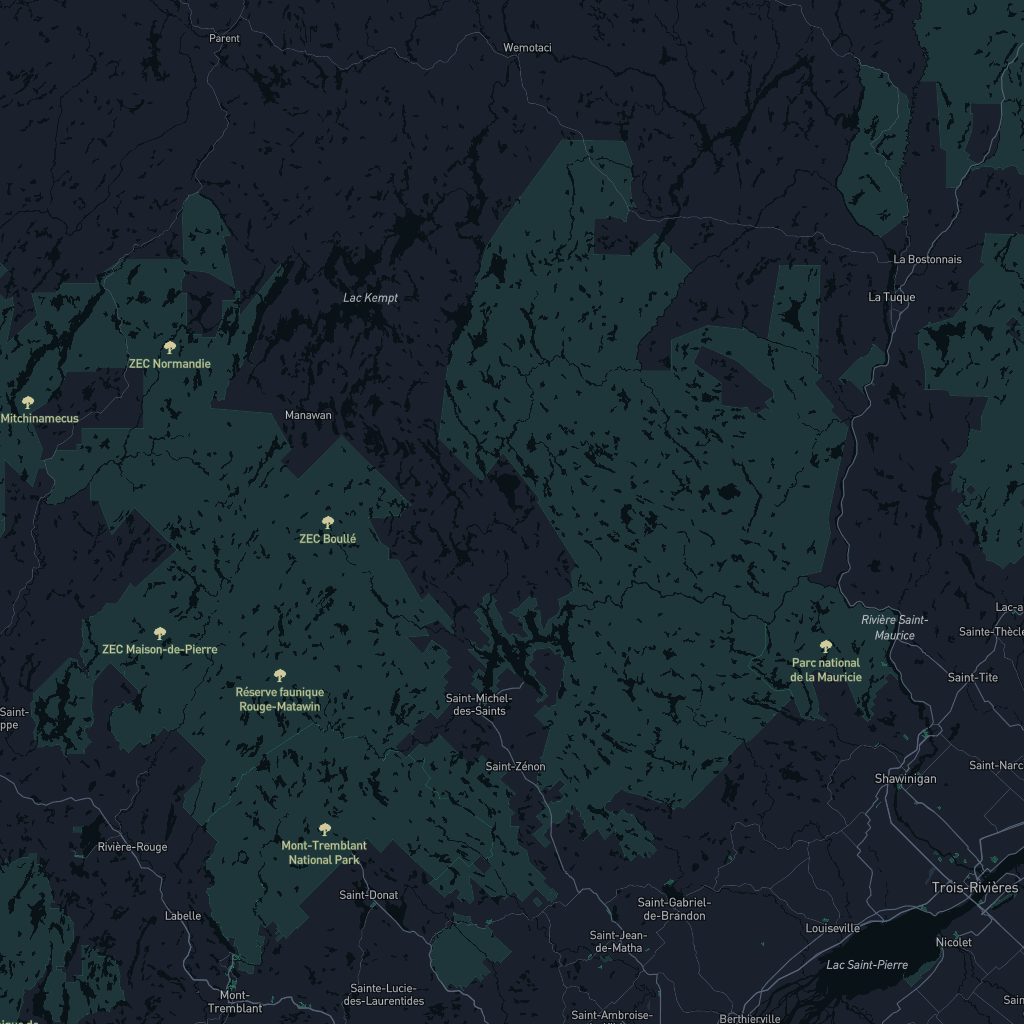 Parent
Wemotaci
La Bostonnais
Lac Kempt
La Tuque
ZEC Normandie
Mitchinamecus
Manawan
ZEC Boullé
Lac-a
Rivière Saint-
Maurice
Sainte-Thècle
ZEC Maison-de-Pierre
Parc national
de la Mauricie
Saint-Tite
Réserve faunique
Rouge-Matawin
Saint-Michel-
des-Saints
Saint-
ppe
Saint-Zénon
Saint-Narc
Shawinigan
Rivière-Rouge
Mont-Tremblant
National Park
Trois-Rivières
Saint-Donat
Saint-Gabriel-
de-Brandon
Labelle
Louiseville
Saint-Jean-
de-Matha
Nicolet
Lac Saint-Pierre
Mont-
Tremblant
Sainte-Lucie-
des-Laurentides
Sain
Saint-Ambroise-
Berthierville